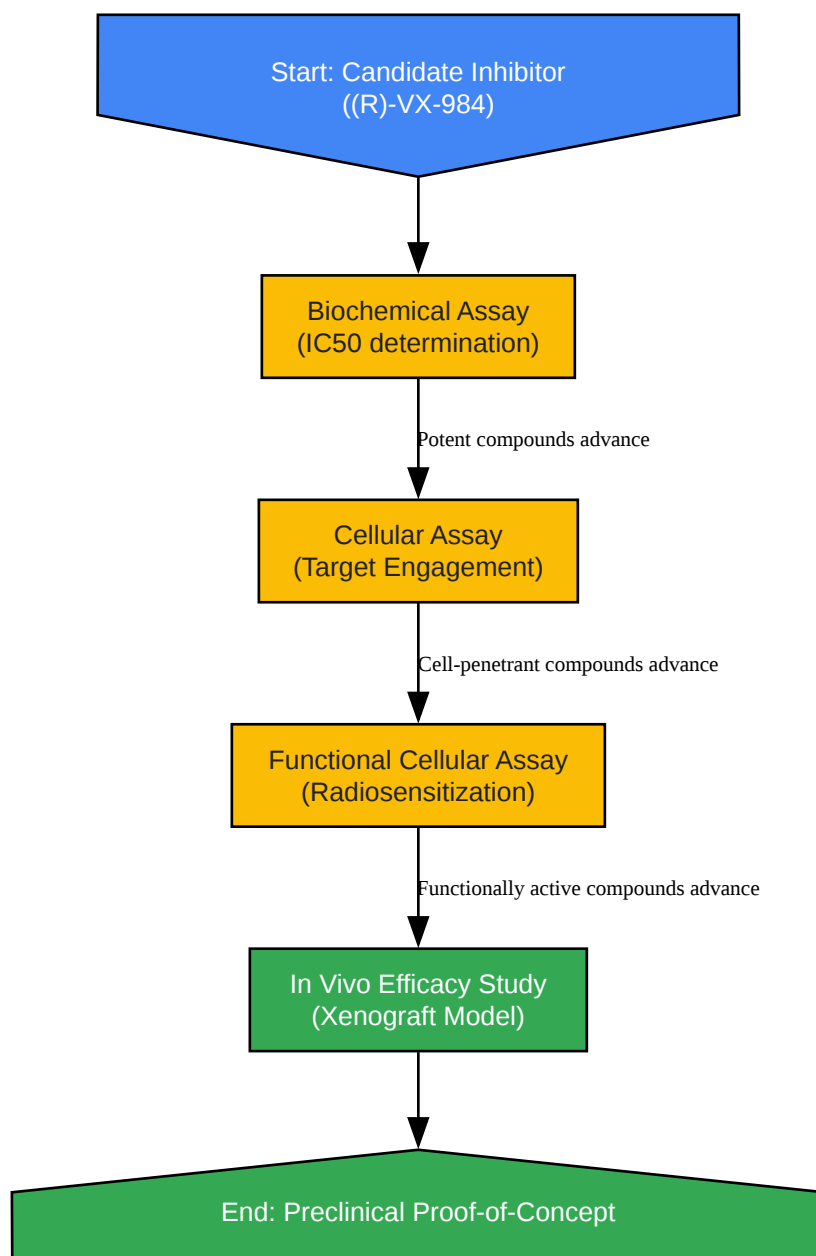 Start: Candidate Inhibitor
((R)-VX-984)
Biochemical Assay
(IC50 determination)
Potent compounds advance
Cellular Assay
(Target Engagement)
Cell-penetrant compounds advance
Functional Cellular Assay
(Radiosensitization)
Functionally active compounds advance
In Vivo Efficacy Study
(Xenograft Model)
End: Preclinical Proof-of-Concept